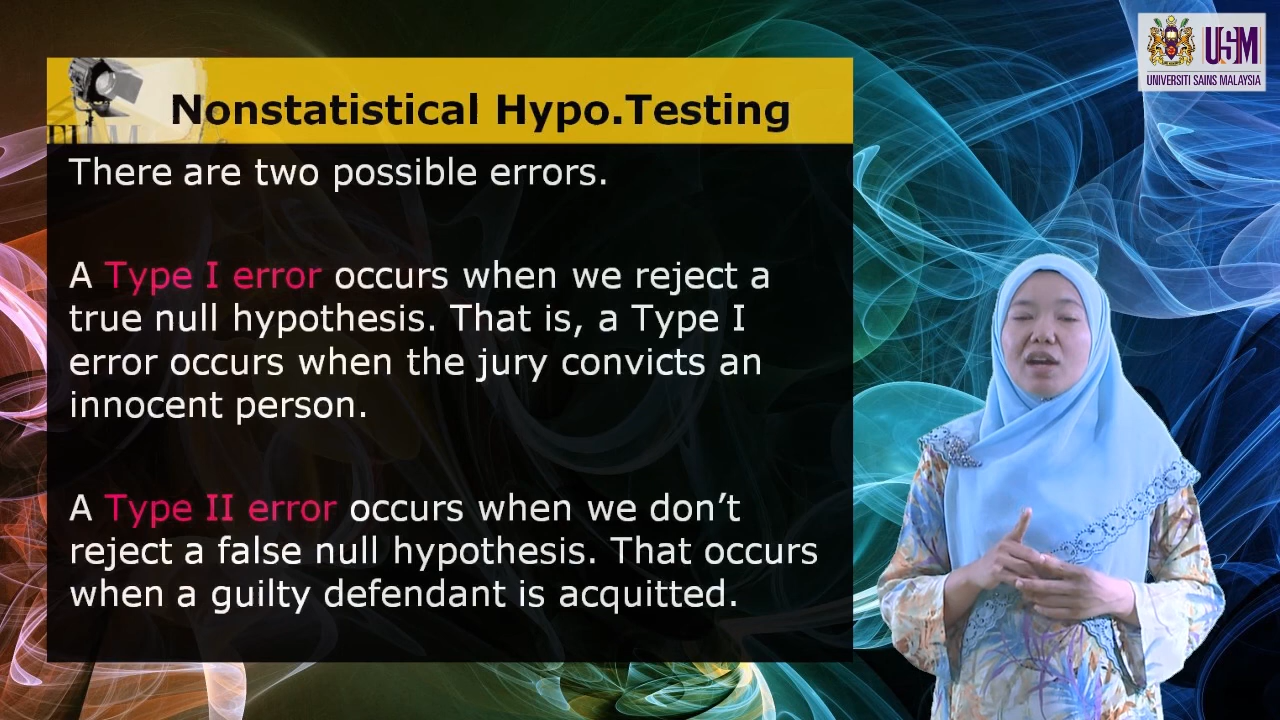 USM
UNIVERSITI SAINS MALAYSIA
Nonstatistical Hypo.Testing
There are two possible errors.
A Type I error occurs when we reject a
true null hypothesis. That is, a Type I
error occurs when the jury convicts an
innocent person.
A Type II error occurs when we don’t
reject a false null hypothesis. That occurs
when a guilty defendant is acquitted.